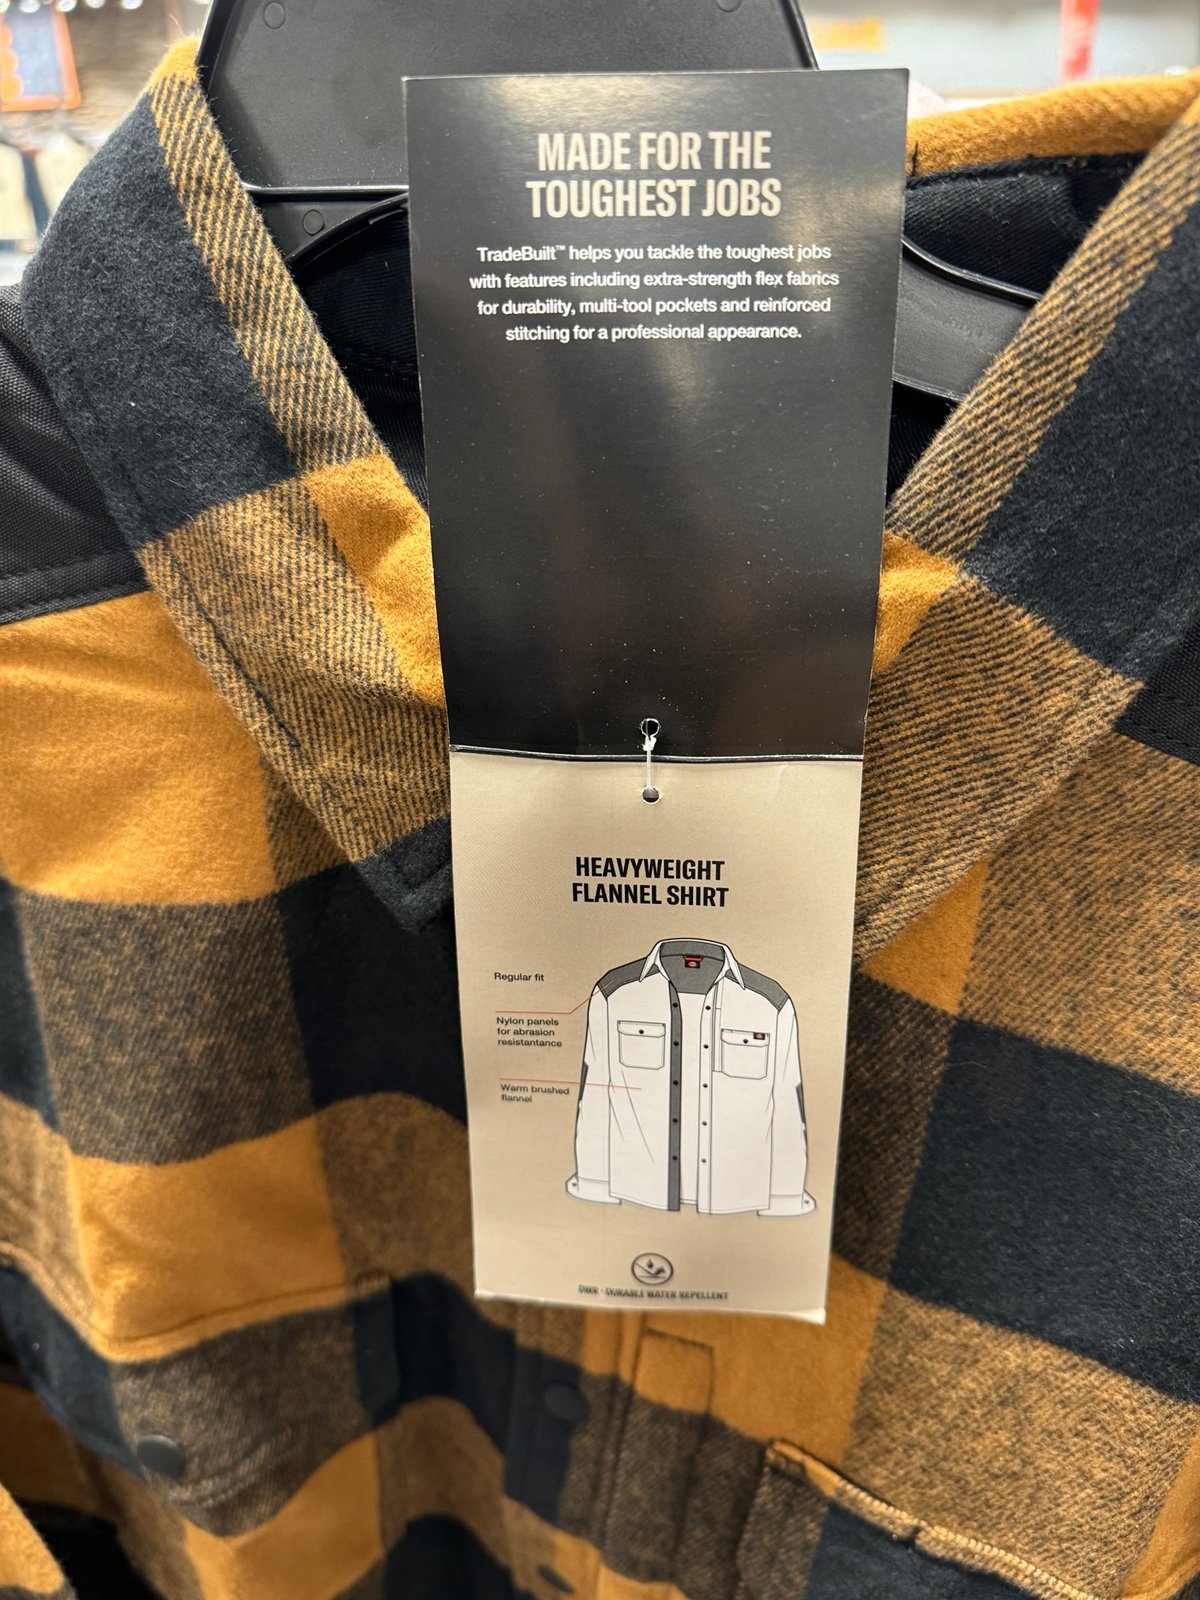 MADE FOR THE
TOUGHEST JOBS
TradeBuilt™ helps you tackle the toughest jobs
with features including extra-strength flex fabrics
for durability, multi-tool pockets and reinforced
stitching for a professional appearance.
HEAVYWEIGHT
FLANNEL SHIRT
Regular fit
Nylon panels
for abrasion
resistantance
Warm brushed
flannel
DWR - DURABLE WATER REPELLENT